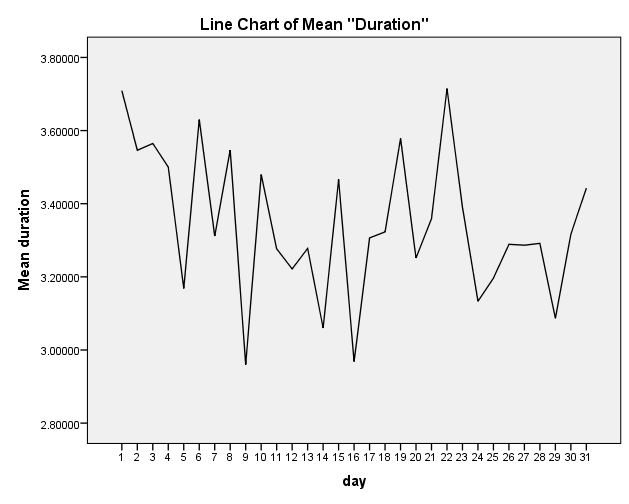 Line Chart of Mean "Duration"
3.80000
3.60000
3.40000
3.20000
3.00000
2.80000
Mean duration
1 2 3 4 5 6 7 8 9 10 11 12 13 14 15 16 17 18 19 20 21 22 23 24 25 26 27 28 29 30 31
day